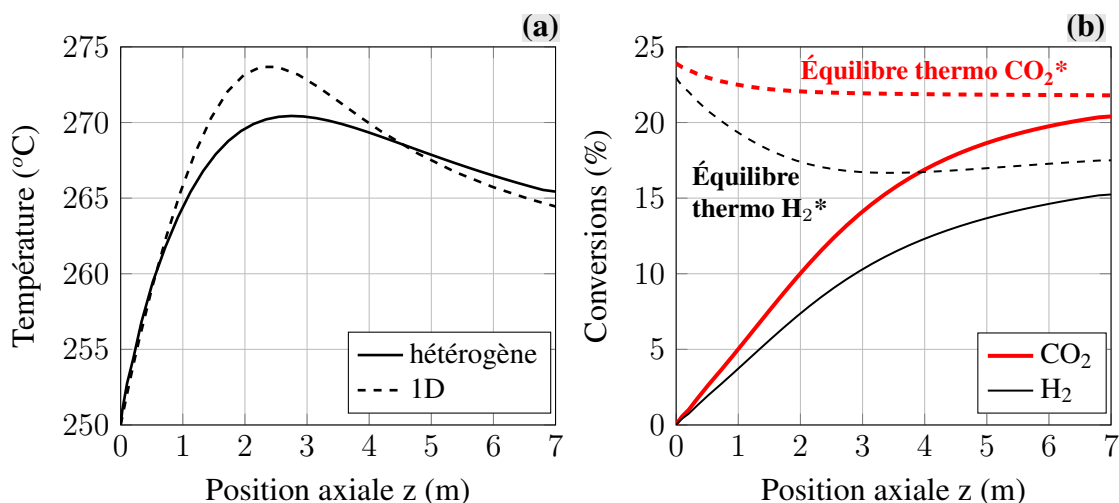 (a)
275
270
265
260
255
250
0
1
2
3
4
5
6
7
Température (°C)
Position axiale z (m)
hétérogène
1D
(b)
25
20
15
10
5
0
0
1
2
3
4
5
6
7
Conversions (%)
Position axiale z (m)
Équilibre thermo CO₂*
Équilibre
thermo H₂*
CO₂
H₂